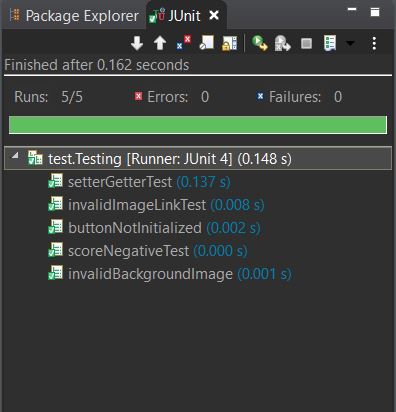 Package Explorer JUnit
Finished after 0.162 seconds
Runs: 5/5 Errors: 0 Failures: 0
test.Testing [Runner: JUnit 4] (0.148 s)
setterGetterTest (0.137 s)
invalidImageLinkTest (0.008 s)
buttonNotInitialized (0.002 s)
scoreNegativeTest (0.000 s)
invalidBackgroundImage (0.001 s)